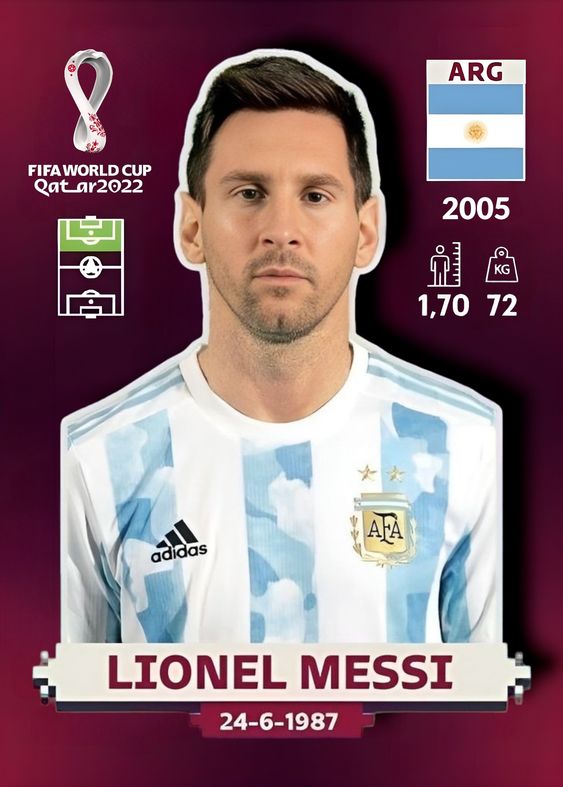 FIFA WORLD CUP
Qatar2022
ARG
2005
KG
1,70 72
adidas
AFA
LIONEL MESSI
24-6-1987